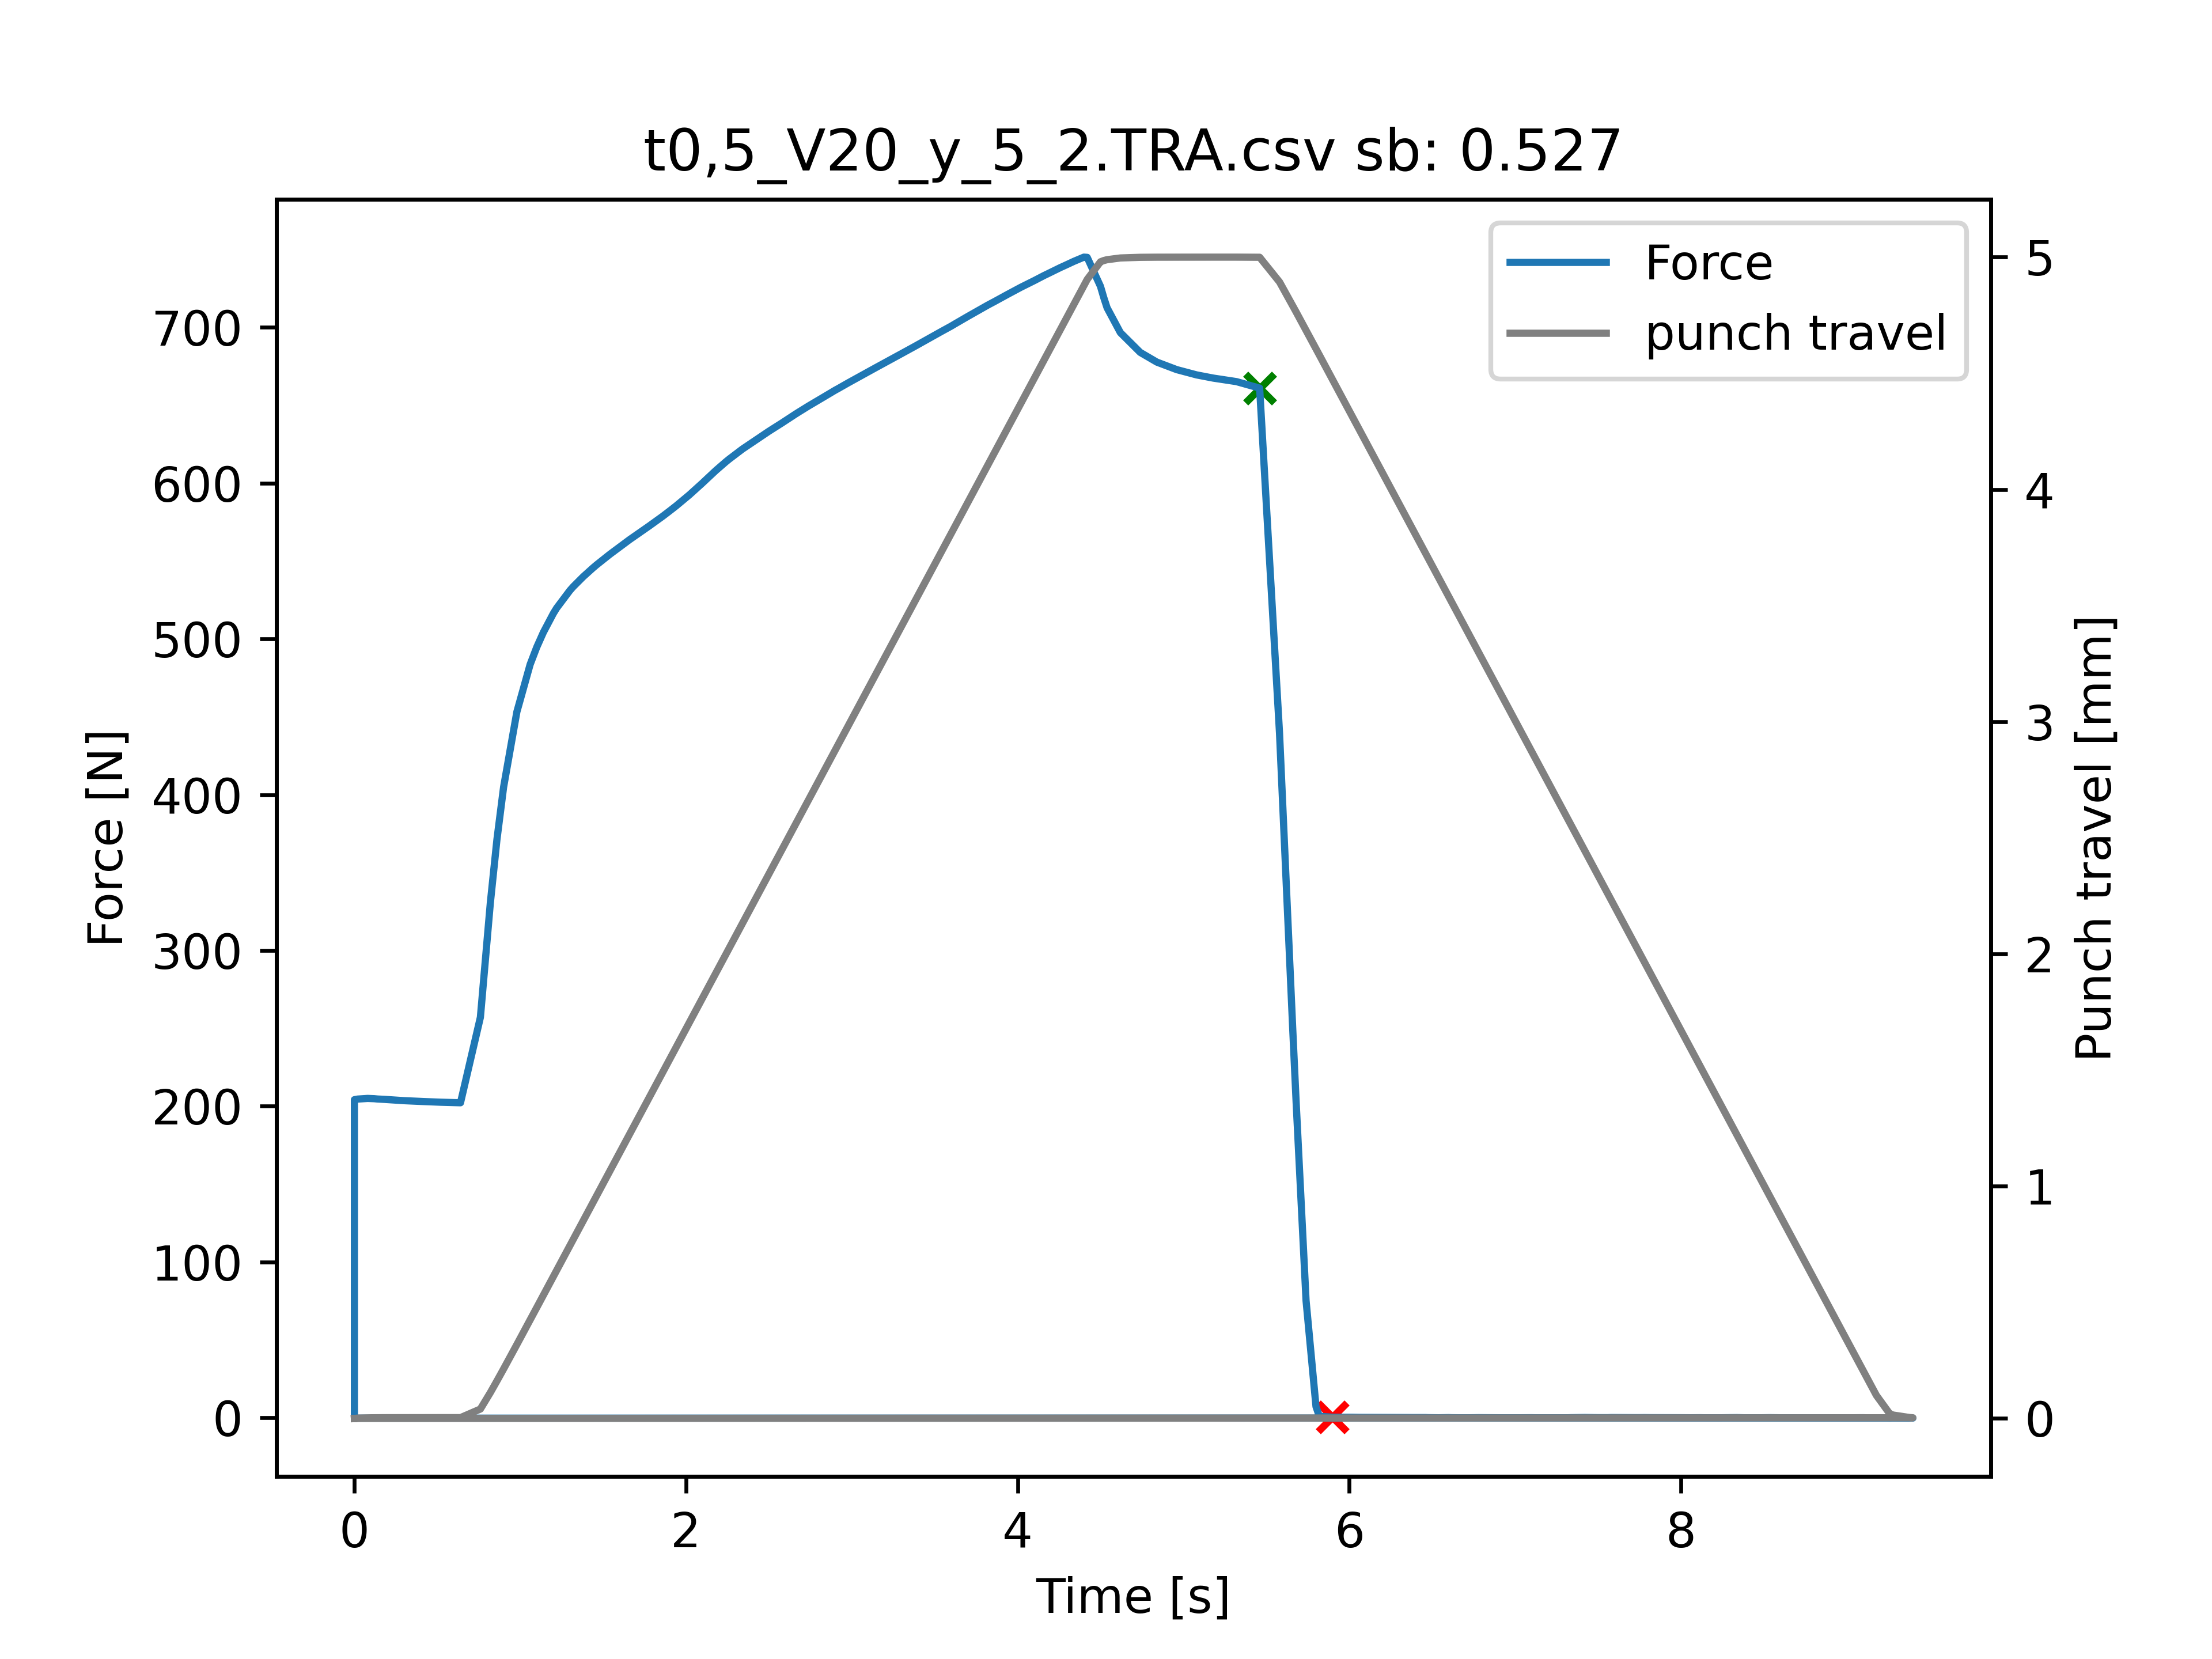 t0,5_V20_y_5_2.TRA.csv sb: 0.527
Force
punch travel
Force [N]
700
600
500
400
300
200
100
0
5
4
3
2
1
0
Punch travel [mm]
0 2 4 6 8
Time [s]